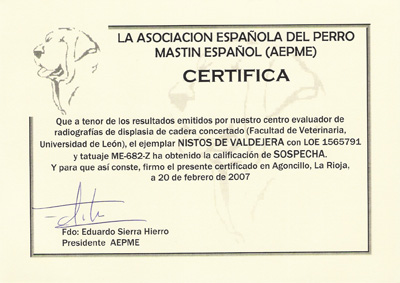 LA ASOCIACION ESPAÑOLA DEL PERRO
MASTIN ESPAÑOL (AEPME)
CERTIFICA
Que a tenor de los resultados emitidos por nuestro centro evaluador de
radiografías de displasia de cadera concertado (Facultad de Veterinaria,
Universidad de León), el ejemplar NISTOS DE VALDEJERA con LOE 1565791
y tatuaje ME-682-Z ha obtenido la calificación de SOSPECHA.
Y para que así conste, firmo el presente certificado en Agoncillo, La Rioja,
a 20 de febrero de 2007
Fdo: Eduardo Sierra Hierro
Presidente AEPME